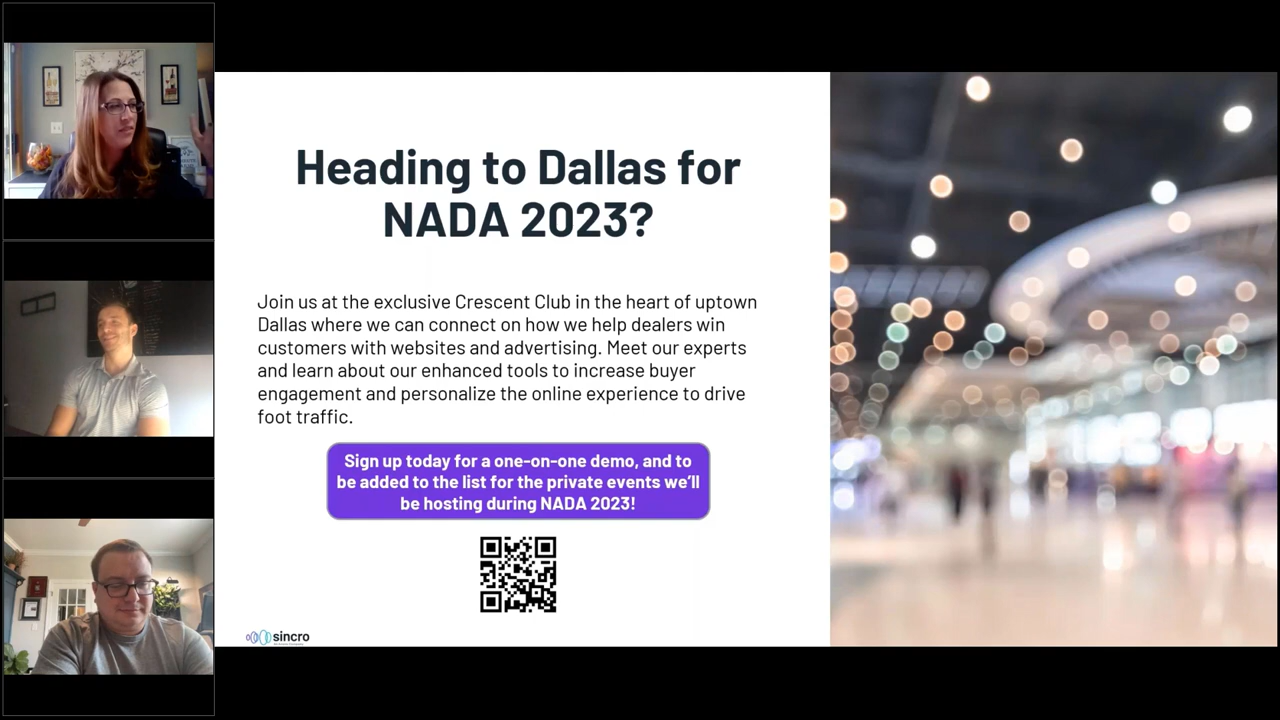 Heading to Dallas for
NADA 2023?
Join us at the exclusive Crescent Club in the heart of uptown
Dallas where we can connect on how we help dealers win
customers with websites and advertising. Meet our experts
and learn about our enhanced tools to increase buyer
engagement and personalize the online experience to drive
foot traffic.
Sign up today for a one-on-one demo, and to
be added to the list for the private events we’ll
be hosting during NADA 2023!
sincro